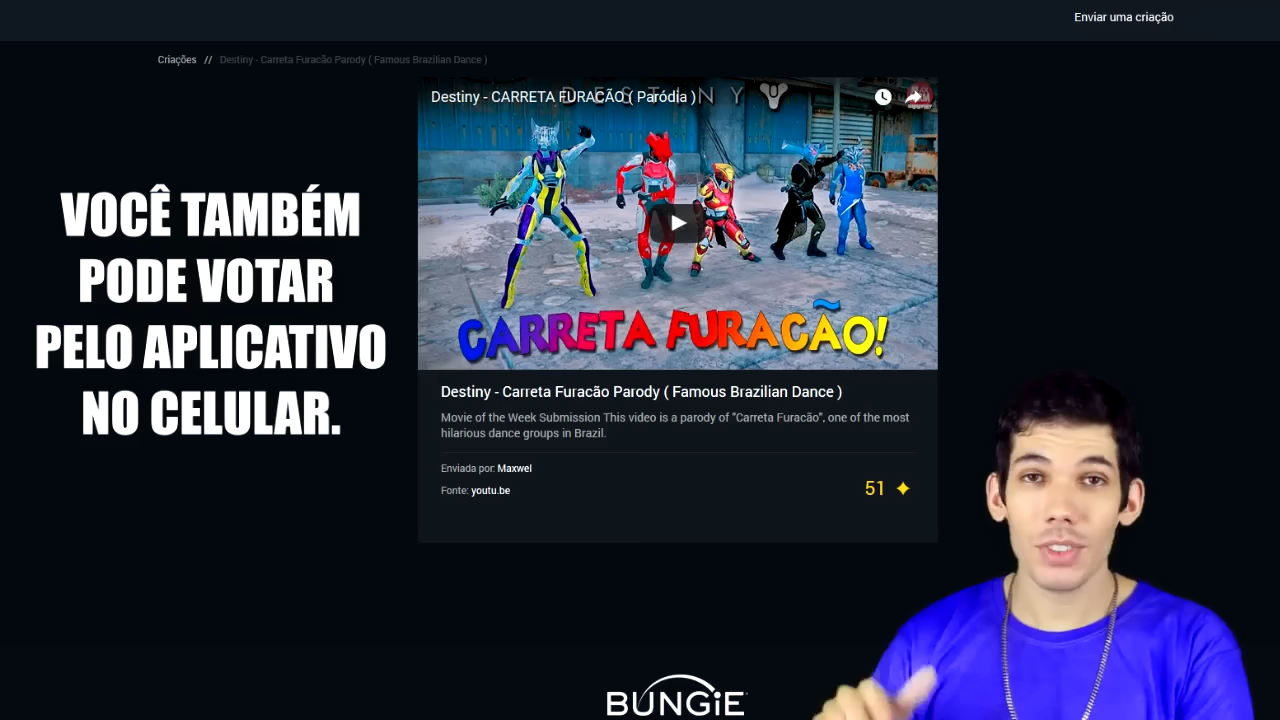 Enviar uma criação
Criações // Destiny - Carreta Furacão Parody ( Famous Brazilian Dance )
Destiny - CARRETA FURACÃO ( Paródia )
DESTINY
CARRETA FURACÃO!
VOCÊ TAMBÉM
PODE VOTAR
PELO APLICATIVO
NO CELULAR.
Destiny - Carreta Furacão Parody ( Famous Brazilian Dance )
Movie of the Week Submission This video is a parody of "Carreta Furacão", one of the most
hilarious dance groups in Brazil.
Enviada por: Maxwel
Fonte: youtu.be
51
BUNGiE